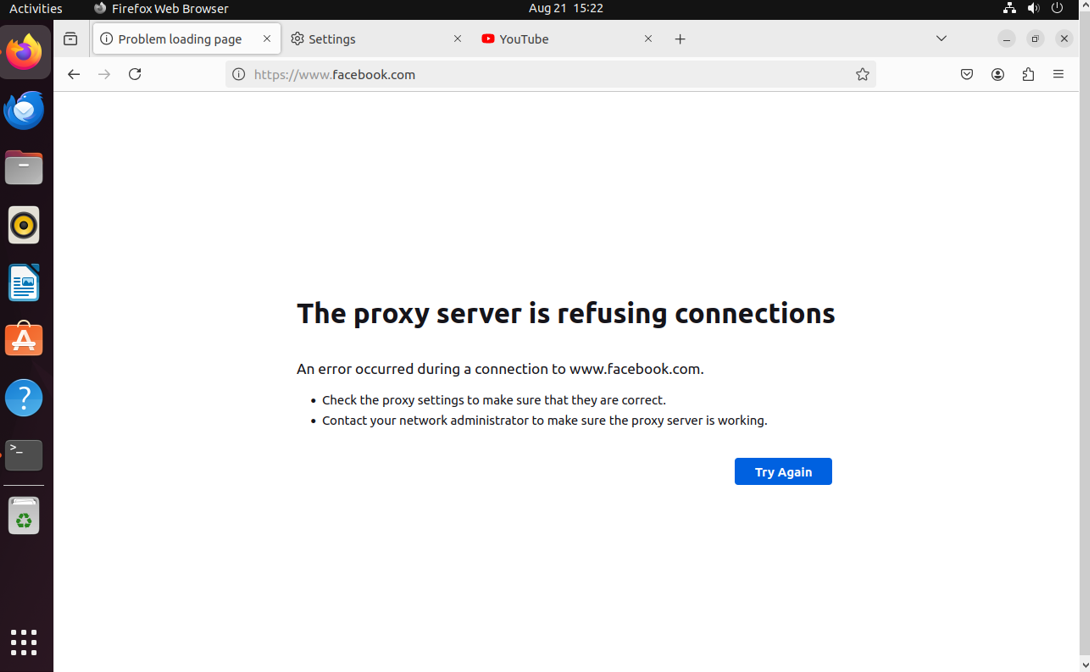 Activities
Firefox Web Browser
Aug 21 15:22
Problem loading page
Settings
YouTube
https://www.facebook.com
The proxy server is refusing connections
An error occurred during a connection to www.facebook.com.
Check the proxy settings to make sure that they are correct.
Contact your network administrator to make sure the proxy server is working.
Try Again